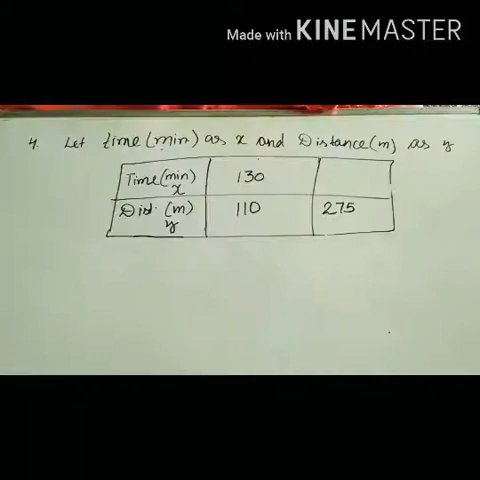 Made with KINEMASTER
4. Let time (min) as x and Distance (m) as y
Time (min) x 130
Dist. (m) y 110 275